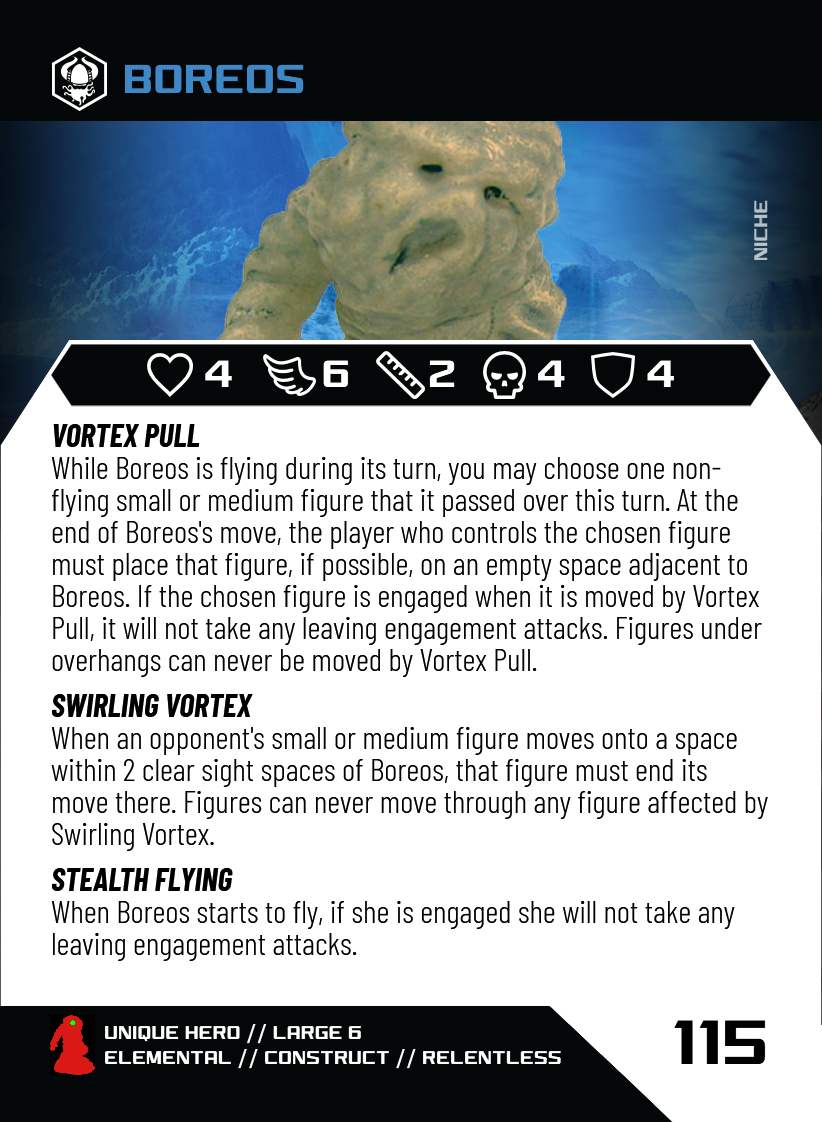 BOREOS
NICHE
4 6 2 4 4
VORTEX PULL
While Boreos is flying during its turn, you may choose one non-
flying small or medium figure that it passed over this turn. At the
end of Boreos's move, the player who controls the chosen figure
must place that figure, if possible, on an empty space adjacent to
Boreos. If the chosen figure is engaged when it is moved by Vortex
Pull, it will not take any leaving engagement attacks. Figures under
overhangs can never be moved by Vortex Pull.
SWIRLING VORTEX
When an opponent's small or medium figure moves onto a space
within 2 clear sight spaces of Boreos, that figure must end its
move there. Figures can never move through any figure affected by
Swirling Vortex.
STEALTH FLYING
When Boreos starts to fly, if she is engaged she will not take any
leaving engagement attacks.
UNIQUE HERO // LARGE 6
ELEMENTAL // CONSTRUCT // RELENTLESS
115